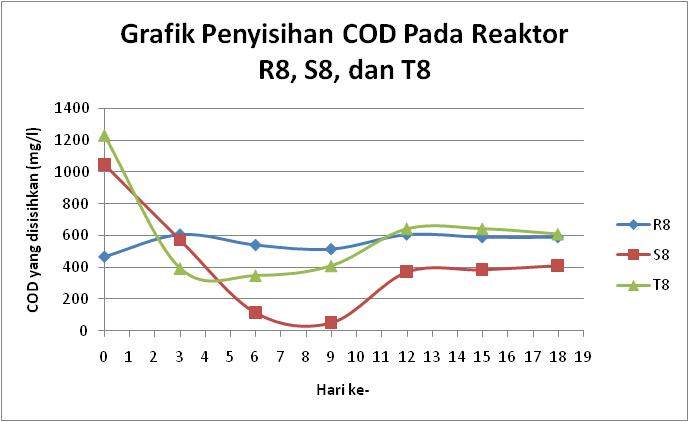 Grafik Penyisihan COD Pada Reaktor
R8, S8, dan T8
COD yang disisihkan (mg/l)
1400
1200
1000
800
600
400
200
0
0 1 2 3 4 5 6 7 8 9 10 11 12 13 14 15 16 17 18 19
Hari ke-
R8
S8
T8